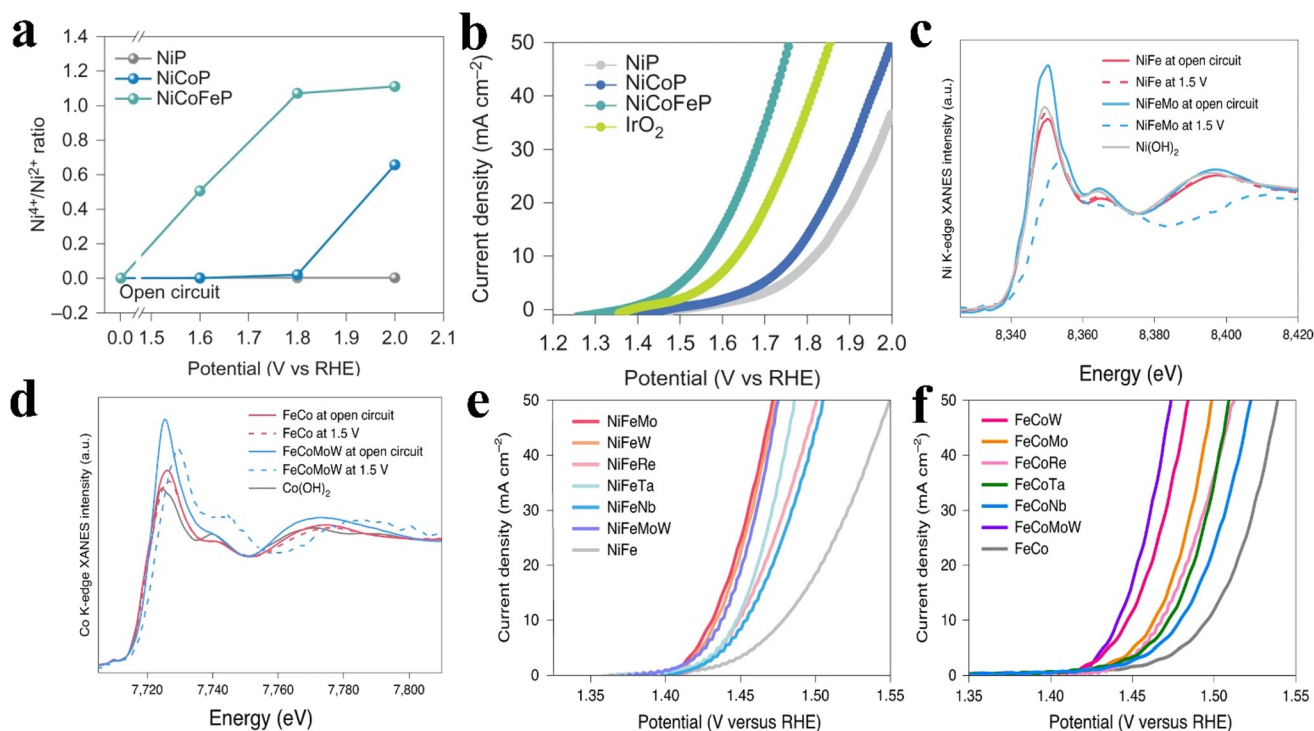 a
1.4
1.2
1.0
0.8
0.6
0.4
0.2
0.0
–0.2
Ni⁴⁺/Ni²⁺ ratio
NiP
NiCoP
NiCoFeP
Open circuit
0.0 1.5 1.6 1.7 1.8 1.9 2.0 2.1
Potential (V vs RHE)
b
50
40
30
20
10
0
Current density (mA cm⁻²)
NiP
NiCoP
NiCoFeP
IrO₂
1.2 1.3 1.4 1.5 1.6 1.7 1.8 1.9 2.0
Potential (V vs RHE)
c
Ni K-edge XANES intensity (a.u.)
NiFe at open circuit
NiFe at 1.5 V
NiFeMo at open circuit
NiFeMo at 1.5 V
Ni(OH)₂
8,340 8,360 8,380 8,400 8,420
Energy (eV)
d
Co K-edge XANES intensity (a.u.)
FeCo at open circuit
FeCo at 1.5 V
FeCoMoW at open circuit
FeCoMoW at 1.5 V
Co(OH)₂
7,720 7,740 7,760 7,780 7,800
Energy (eV)
e
50
40
30
20
10
0
Current density (mA cm⁻²)
NiFeMo
NiFeW
NiFeRe
NiFeTa
NiFeNb
NiFeMoW
NiFe
1.35 1.40 1.45 1.50 1.55
Potential (V versus RHE)
f
50
40
30
20
10
0
Current density (mA cm⁻²)
FeCoW
FeCoMo
FeCoRe
FeCoTa
FeCoNb
FeCoMoW
FeCo
1.35 1.40 1.45 1.50 1.55
Potential (V versus RHE)